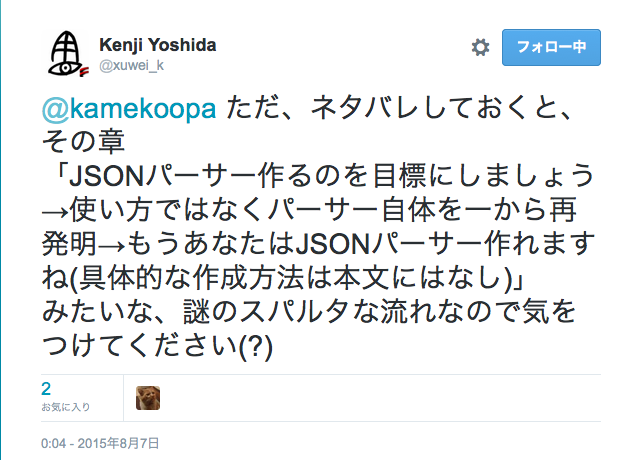 Kenji Yoshida
@xuwei_k
フォロー中
@kamekoopa ただ、ネタバレしておくと、
その章
「JSONパーサー作るのを目標にしましょう
→使い方ではなくパーサー自体を一から再
発明→もうあなたはJSONパーサー作れます
ね(具体的な作成方法は本文にはなし)」
みたいな、謎のスパルタな流れなので気を
つけてください(?)
2
お気に入り
0:04 - 2015年8月7日